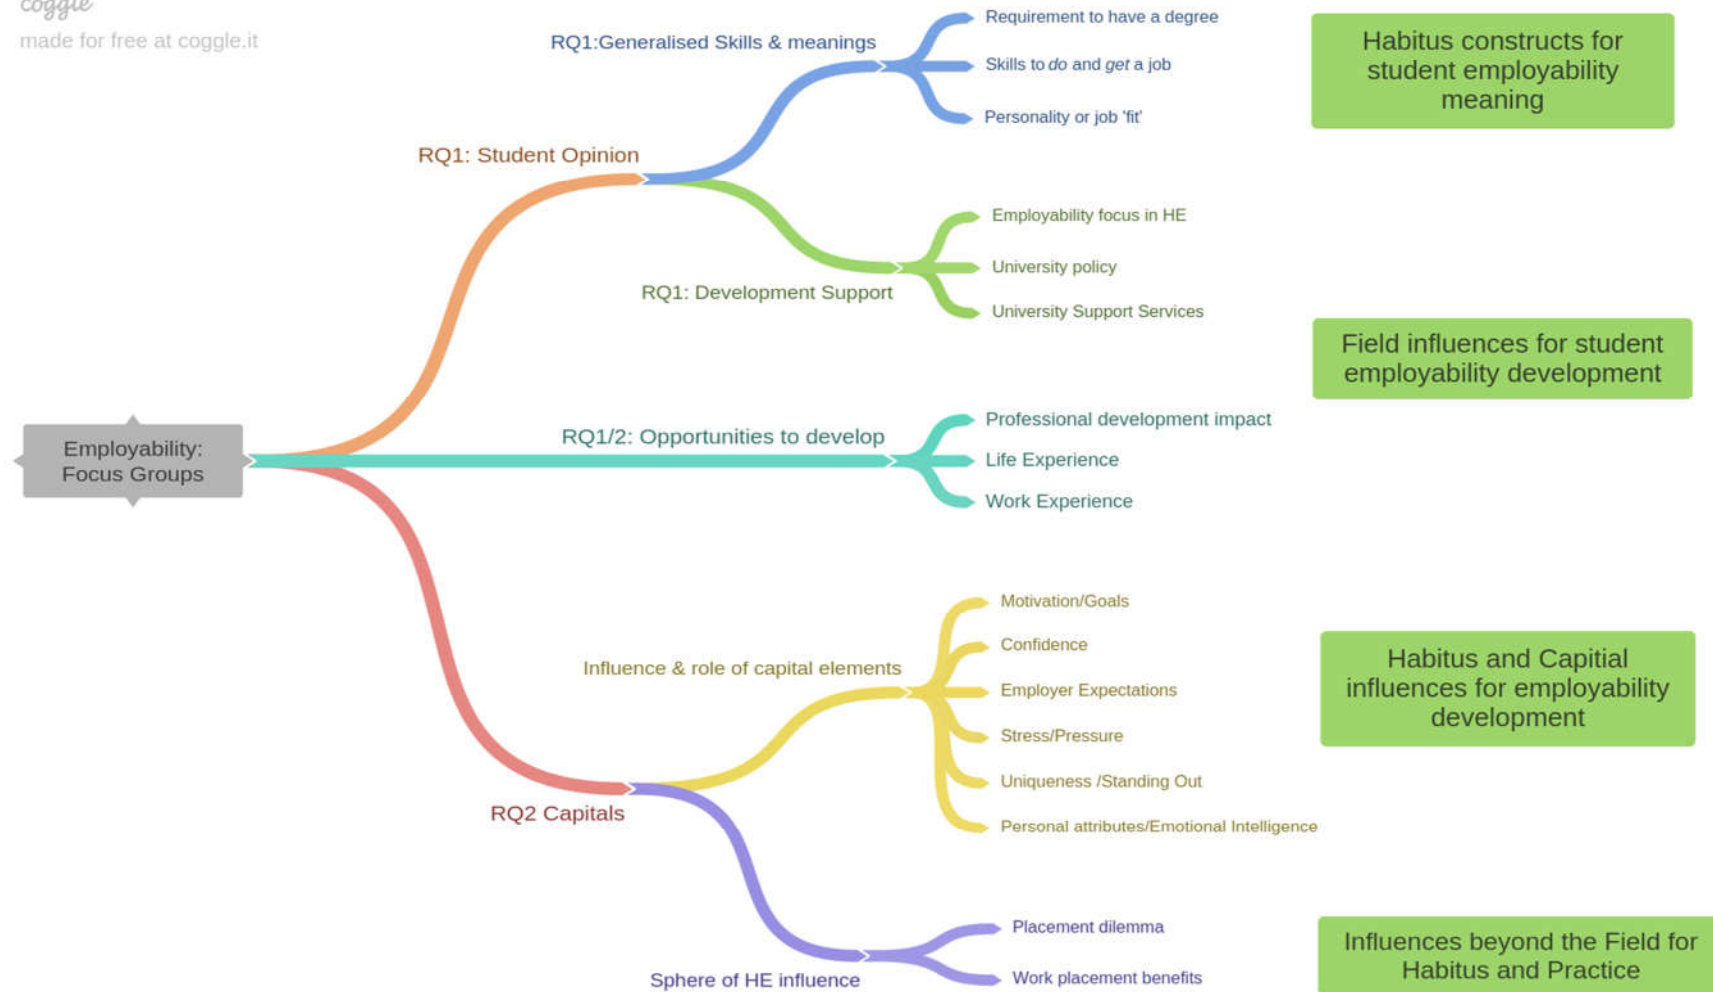 coggle
made for free at coggle.it
Employability:
Focus Groups
RQ1: Student Opinion
RQ1:Generalised Skills & meanings
Requirement to have a degree
Skills to do and get a job
Personality or job 'fit'
RQ1: Development Support
Employability focus in HE
University policy
University Support Services
RQ1/2: Opportunities to develop
Professional development impact
Life Experience
Work Experience
RQ2 Capitals
Influence & role of capital elements
Motivation/Goals
Confidence
Employer Expectations
Stress/Pressure
Uniqueness /Standing Out
Personal attributes/Emotional Intelligence
Sphere of HE influence
Placement dilemma
Work placement benefits
Habitus constructs for
student employability
meaning
Field influences for student
employability development
Habitus and Capitial
influences for employability
development
Influences beyond the Field for
Habitus and Practice